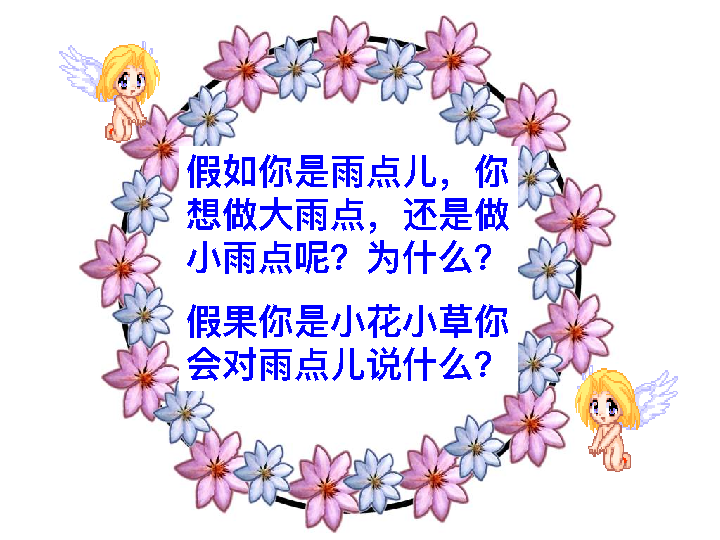 假如你是雨点儿，你
想做大雨点，还是做
小雨点呢？为什么？
假果你是小花小草你
会对雨点儿说什么？